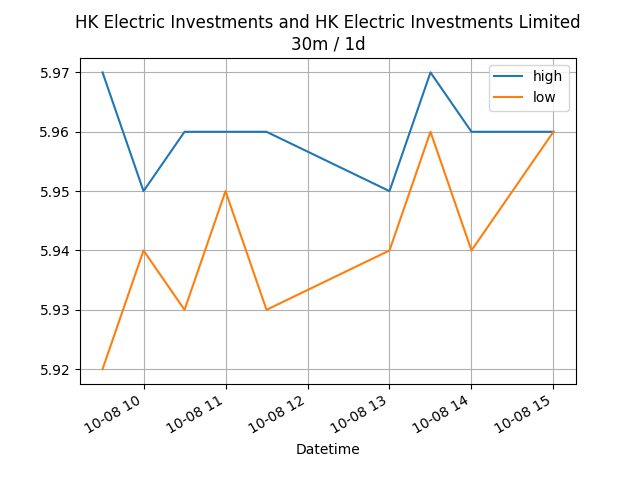 HK Electric Investments and HK Electric Investments Limited
30m / 1d
high
low
5.97
5.96
5.95
5.94
5.93
5.92
10-08 10
10-08 11
10-08 12
10-08 13
10-08 14
10-08 15
Datetime